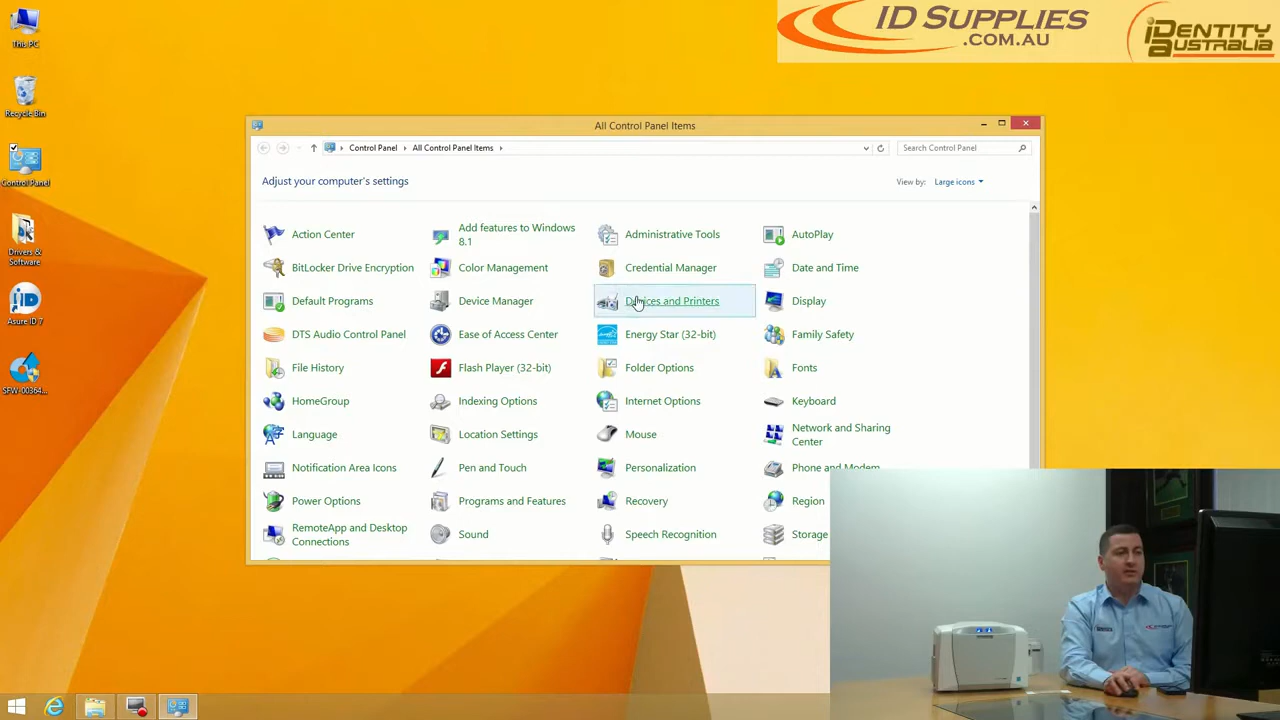 This PC
Recycle Bin
Control Panel
Drivers &
Software
Asure ID 7
SFW-00364...
ID SUPPLIES
.COM.AU
IDENTITY
AUSTRALIA
All Control Panel Items
Control Panel
All Control Panel Items
Search Control Panel
Adjust your computer's settings
View by:
Large icons
Action Center
Add features to Windows
8.1
Administrative Tools
AutoPlay
BitLocker Drive Encryption
Color Management
Credential Manager
Date and Time
Default Programs
Device Manager
Devices and Printers
Display
DTS Audio Control Panel
Ease of Access Center
Energy Star (32-bit)
Family Safety
File History
Flash Player (32-bit)
Folder Options
Fonts
HomeGroup
Indexing Options
Internet Options
Keyboard
Language
Location Settings
Mouse
Network and Sharing
Center
Notification Area Icons
Pen and Touch
Personalization
Phone and Modem
Power Options
Programs and Features
Recovery
Region
RemoteApp and Desktop
Connections
Sound
Speech Recognition
Storage